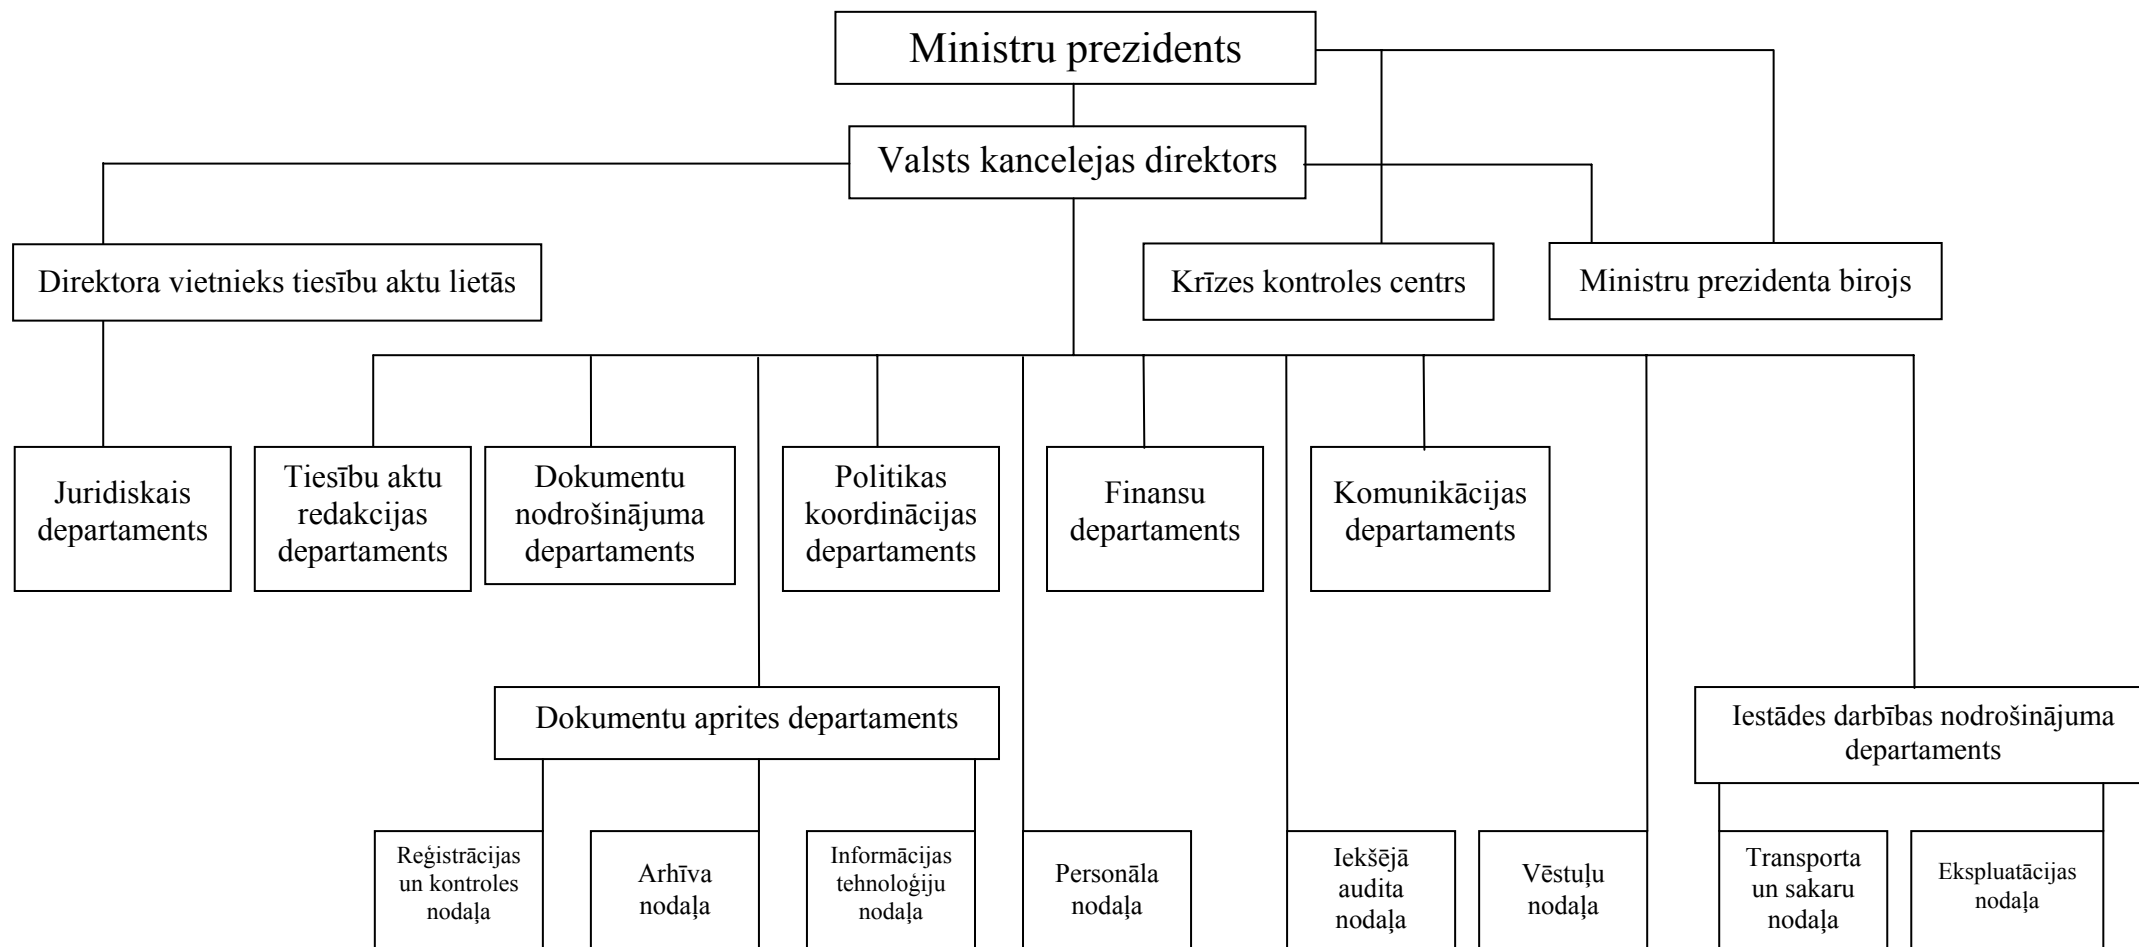 Ministru prezidents
Valsts kancelejas direktors
Direktora vietnieks tiesību aktu lietās
Krīzes kontroles centrs
Ministru prezidenta birojs
Juridiskais
departaments
Tiesību aktu
redakcijas
departaments
Dokumentu
nodrošinājuma
departaments
Politikas
koordinācijas
departaments
Finansu
departaments
Komunikācijas
departaments
Dokumentu aprites departaments
Iestādes darbības nodrošinājuma
departaments
Reģistrācijas
un kontroles
nodaļa
Arhīva
nodaļa
Informācijas
tehnoloģiju
nodaļa
Personāla
nodaļa
Iekšējā
audita
nodaļa
Vēstuļu
nodaļa
Transporta
un sakaru
nodaļa
Ekspluatācijas
nodaļa